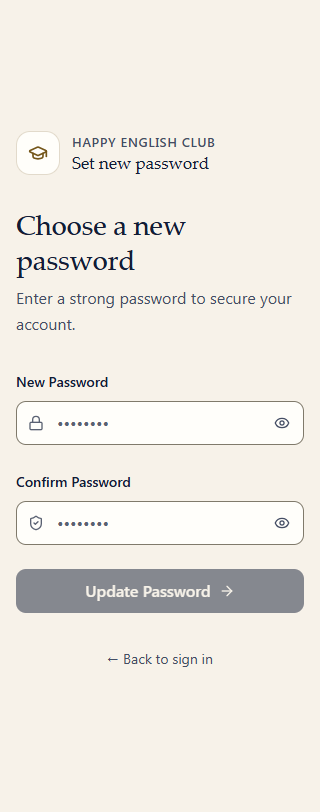 HAPPY ENGLISH CLUB
Set new password
Choose a new
password
Enter a strong password to secure your
account.
New Password
••••••••
Confirm Password
••••••••
Update Password →
← Back to sign in